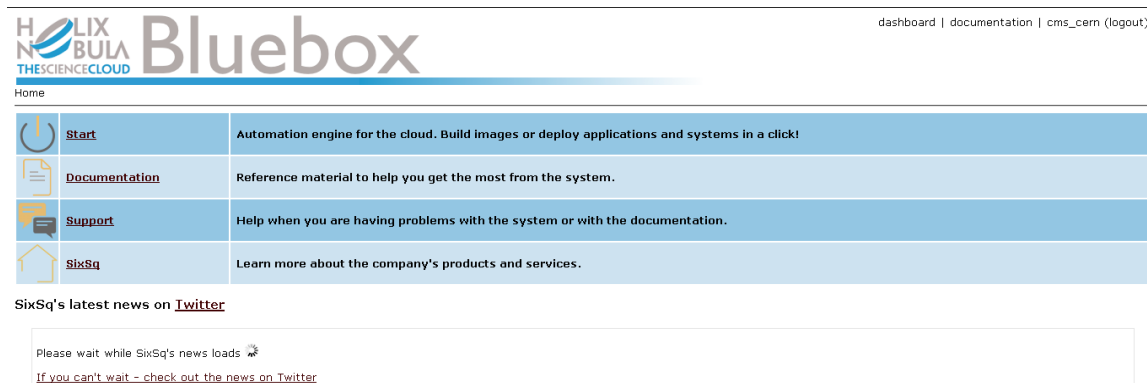 HELIX
NEBULA
THESCIENCECLOUD
Bluebox
dashboard | documentation | cms_cern (logout)
Home
Start
Automation engine for the cloud. Build images or deploy applications and systems in a click!
Documentation
Reference material to help you get the most from the system.
Support
Help when you are having problems with the system or with the documentation.
SixSq
Learn more about the company's products and services.
SixSq's latest news on Twitter
Please wait while SixSq's news loads
If you can't wait - check out the news on Twitter